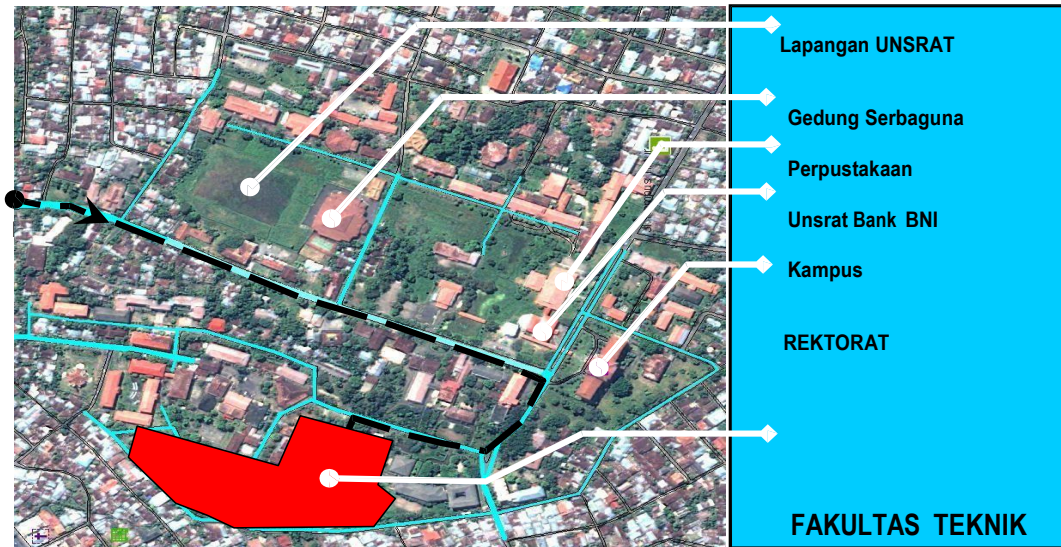 Lapangan UNSRAT
Gedung Serbaguna
Perpustakaan
Unsrat Bank BNI
Kampus
REKTORAT
FAKULTAS TEKNIK